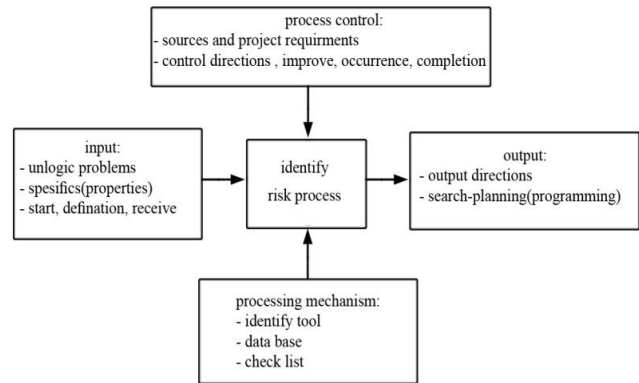 process control:
- sources and project requirments
- control directions , improve, occurrence, completion
input:
- unlogic problems
- spesifics(properties)
- start, defination, receive
identify
risk process
output:
- output directions
- search-planning(programming)
processing mechanism:
- identify tool
- data base
- check list